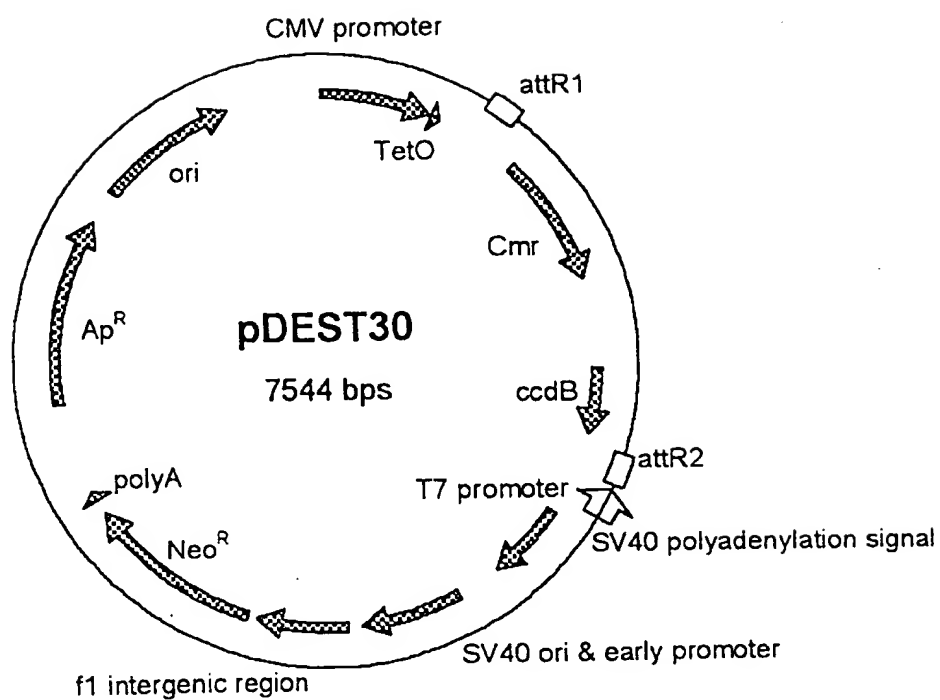 CMV promoter
attR1
TetO
ori
Cmr
Ap^R
pDEST30
7544 bps
ccdB
attR2
polyA
T7 promoter
Neo^R
SV40 polyadenylation signal
SV40 ori & early promoter
f1 intergenic region